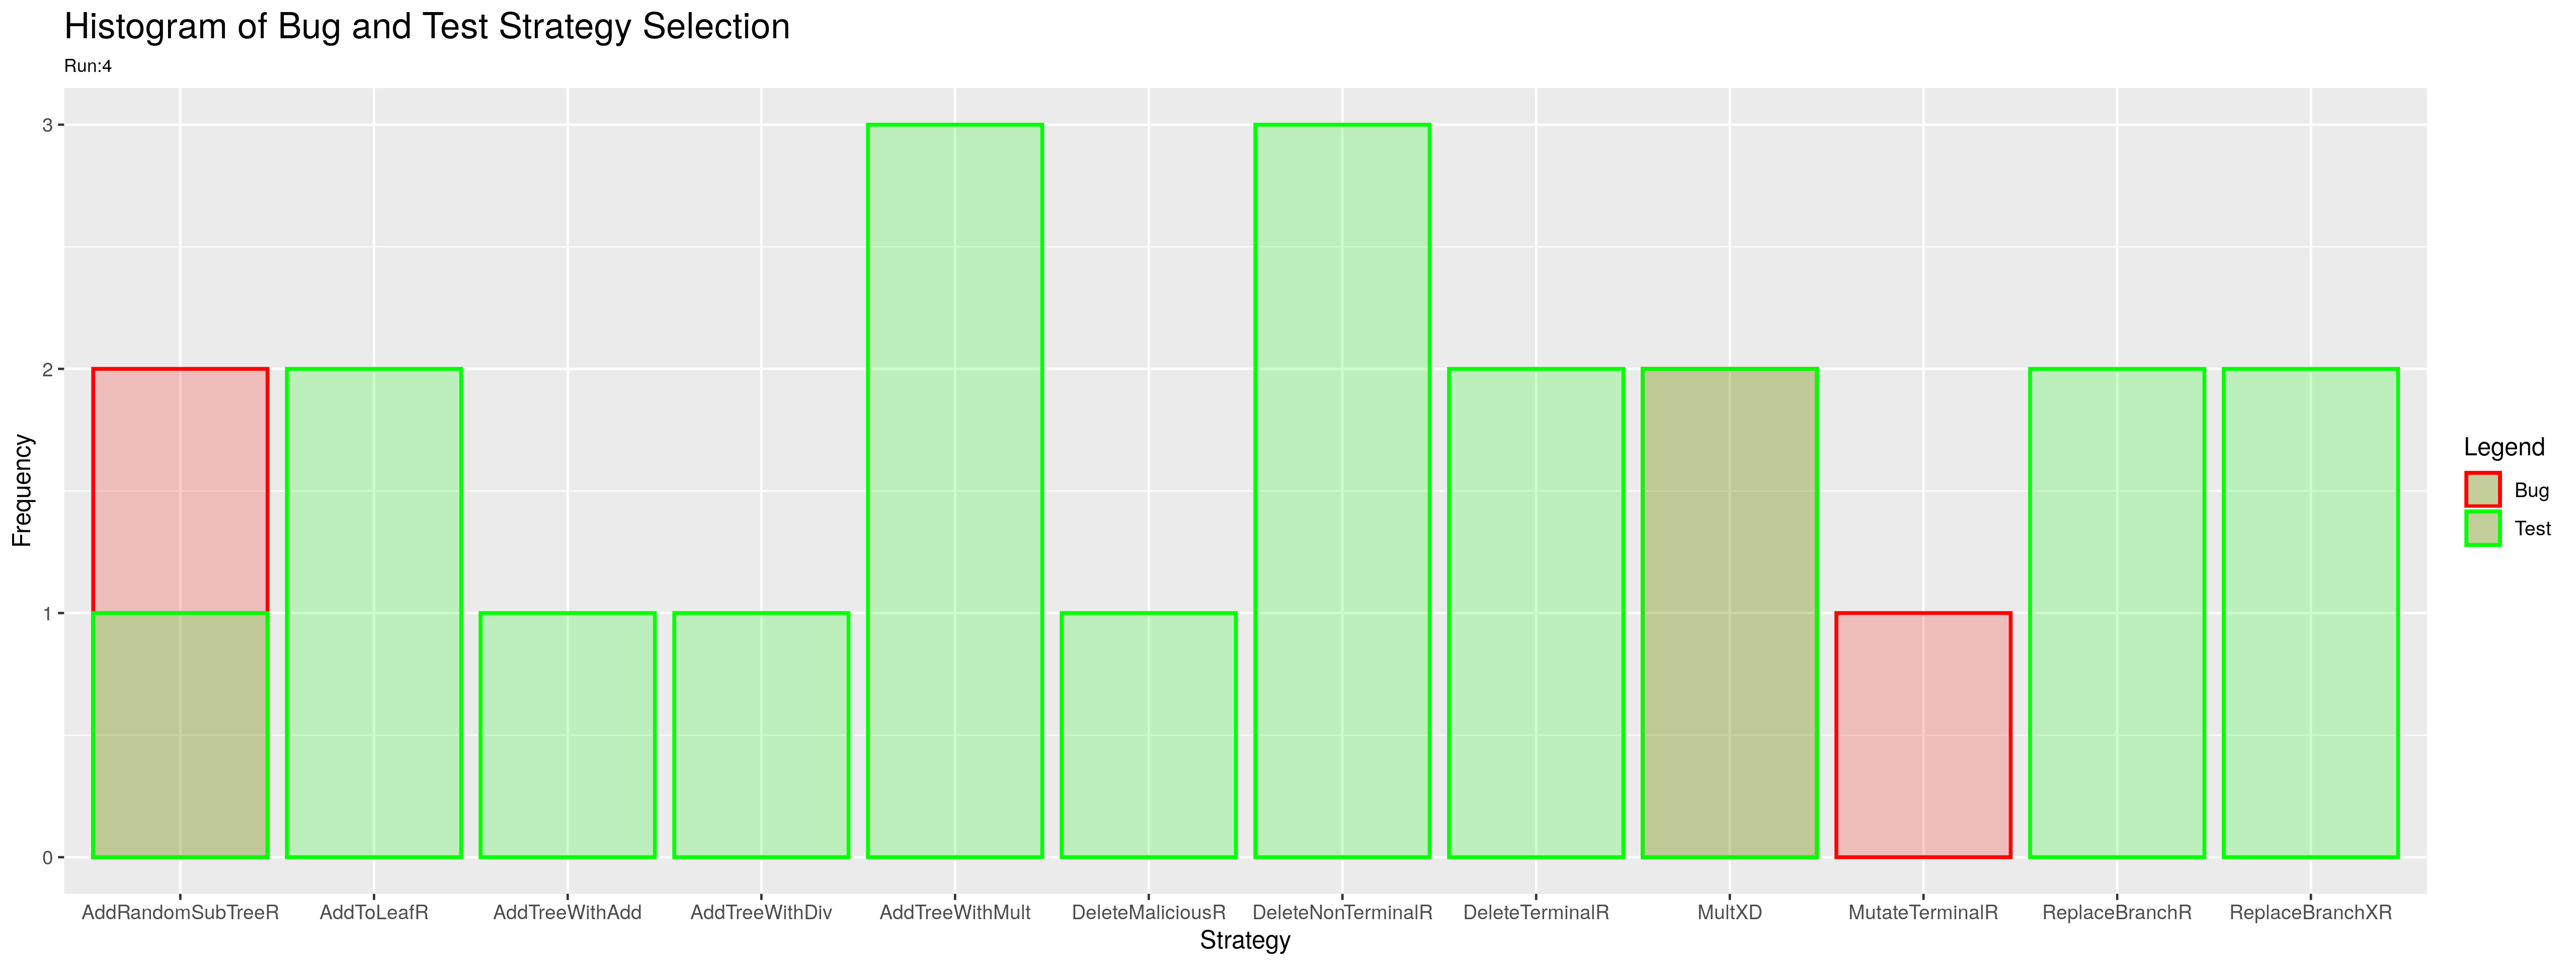 Histogram of Bug and Test Strategy Selection
Run:4
3
2
1
0
Frequency
AddRandomSubTreeR AddToLeafR AddTreeWithAdd AddTreeWithDiv AddTreeWithMult DeleteMaliciousR DeleteNonTerminalR DeleteTerminalR MultXD MutateTerminalR ReplaceBranchR ReplaceBranchXR
Strategy
Legend
Bug
Test